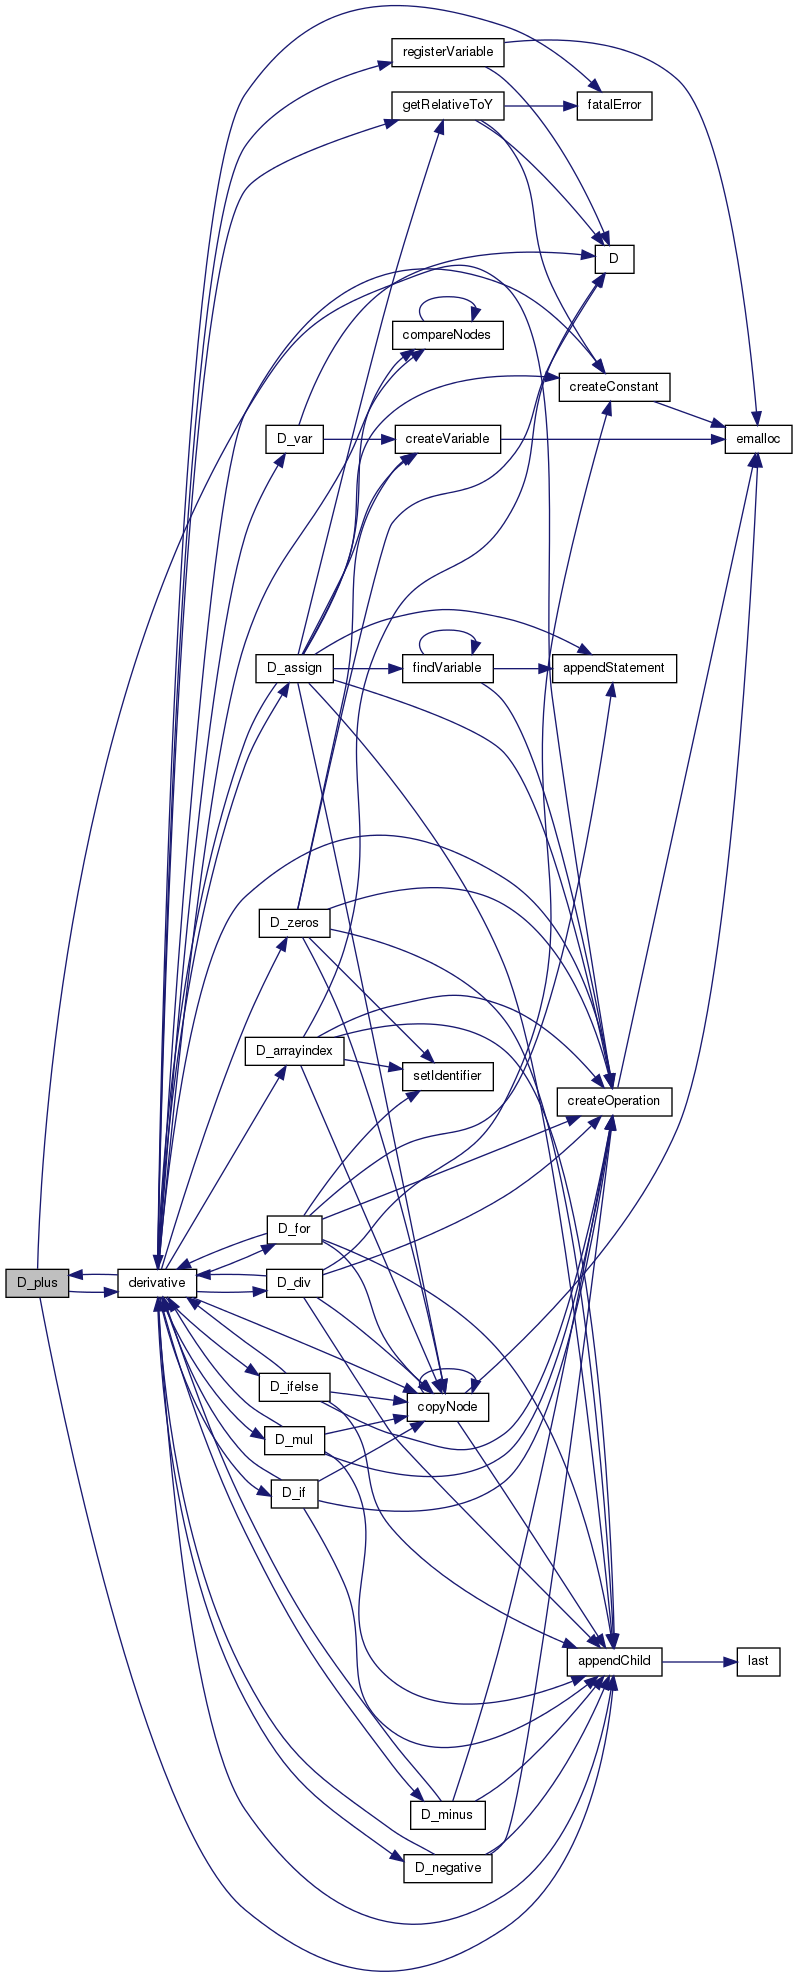 registerVariable
getRelativeToY
fatalError
D
compareNodes
createConstant
D_var
createVariable
emalloc
D_assign
findVariable
appendStatement
D_zeros
D_arrayindex
setIdentifier
createOperation
D_for
D_plus
derivative
D_div
D_ifelse
copyNode
D_mul
D_if
appendChild
last
D_minus
D_negative